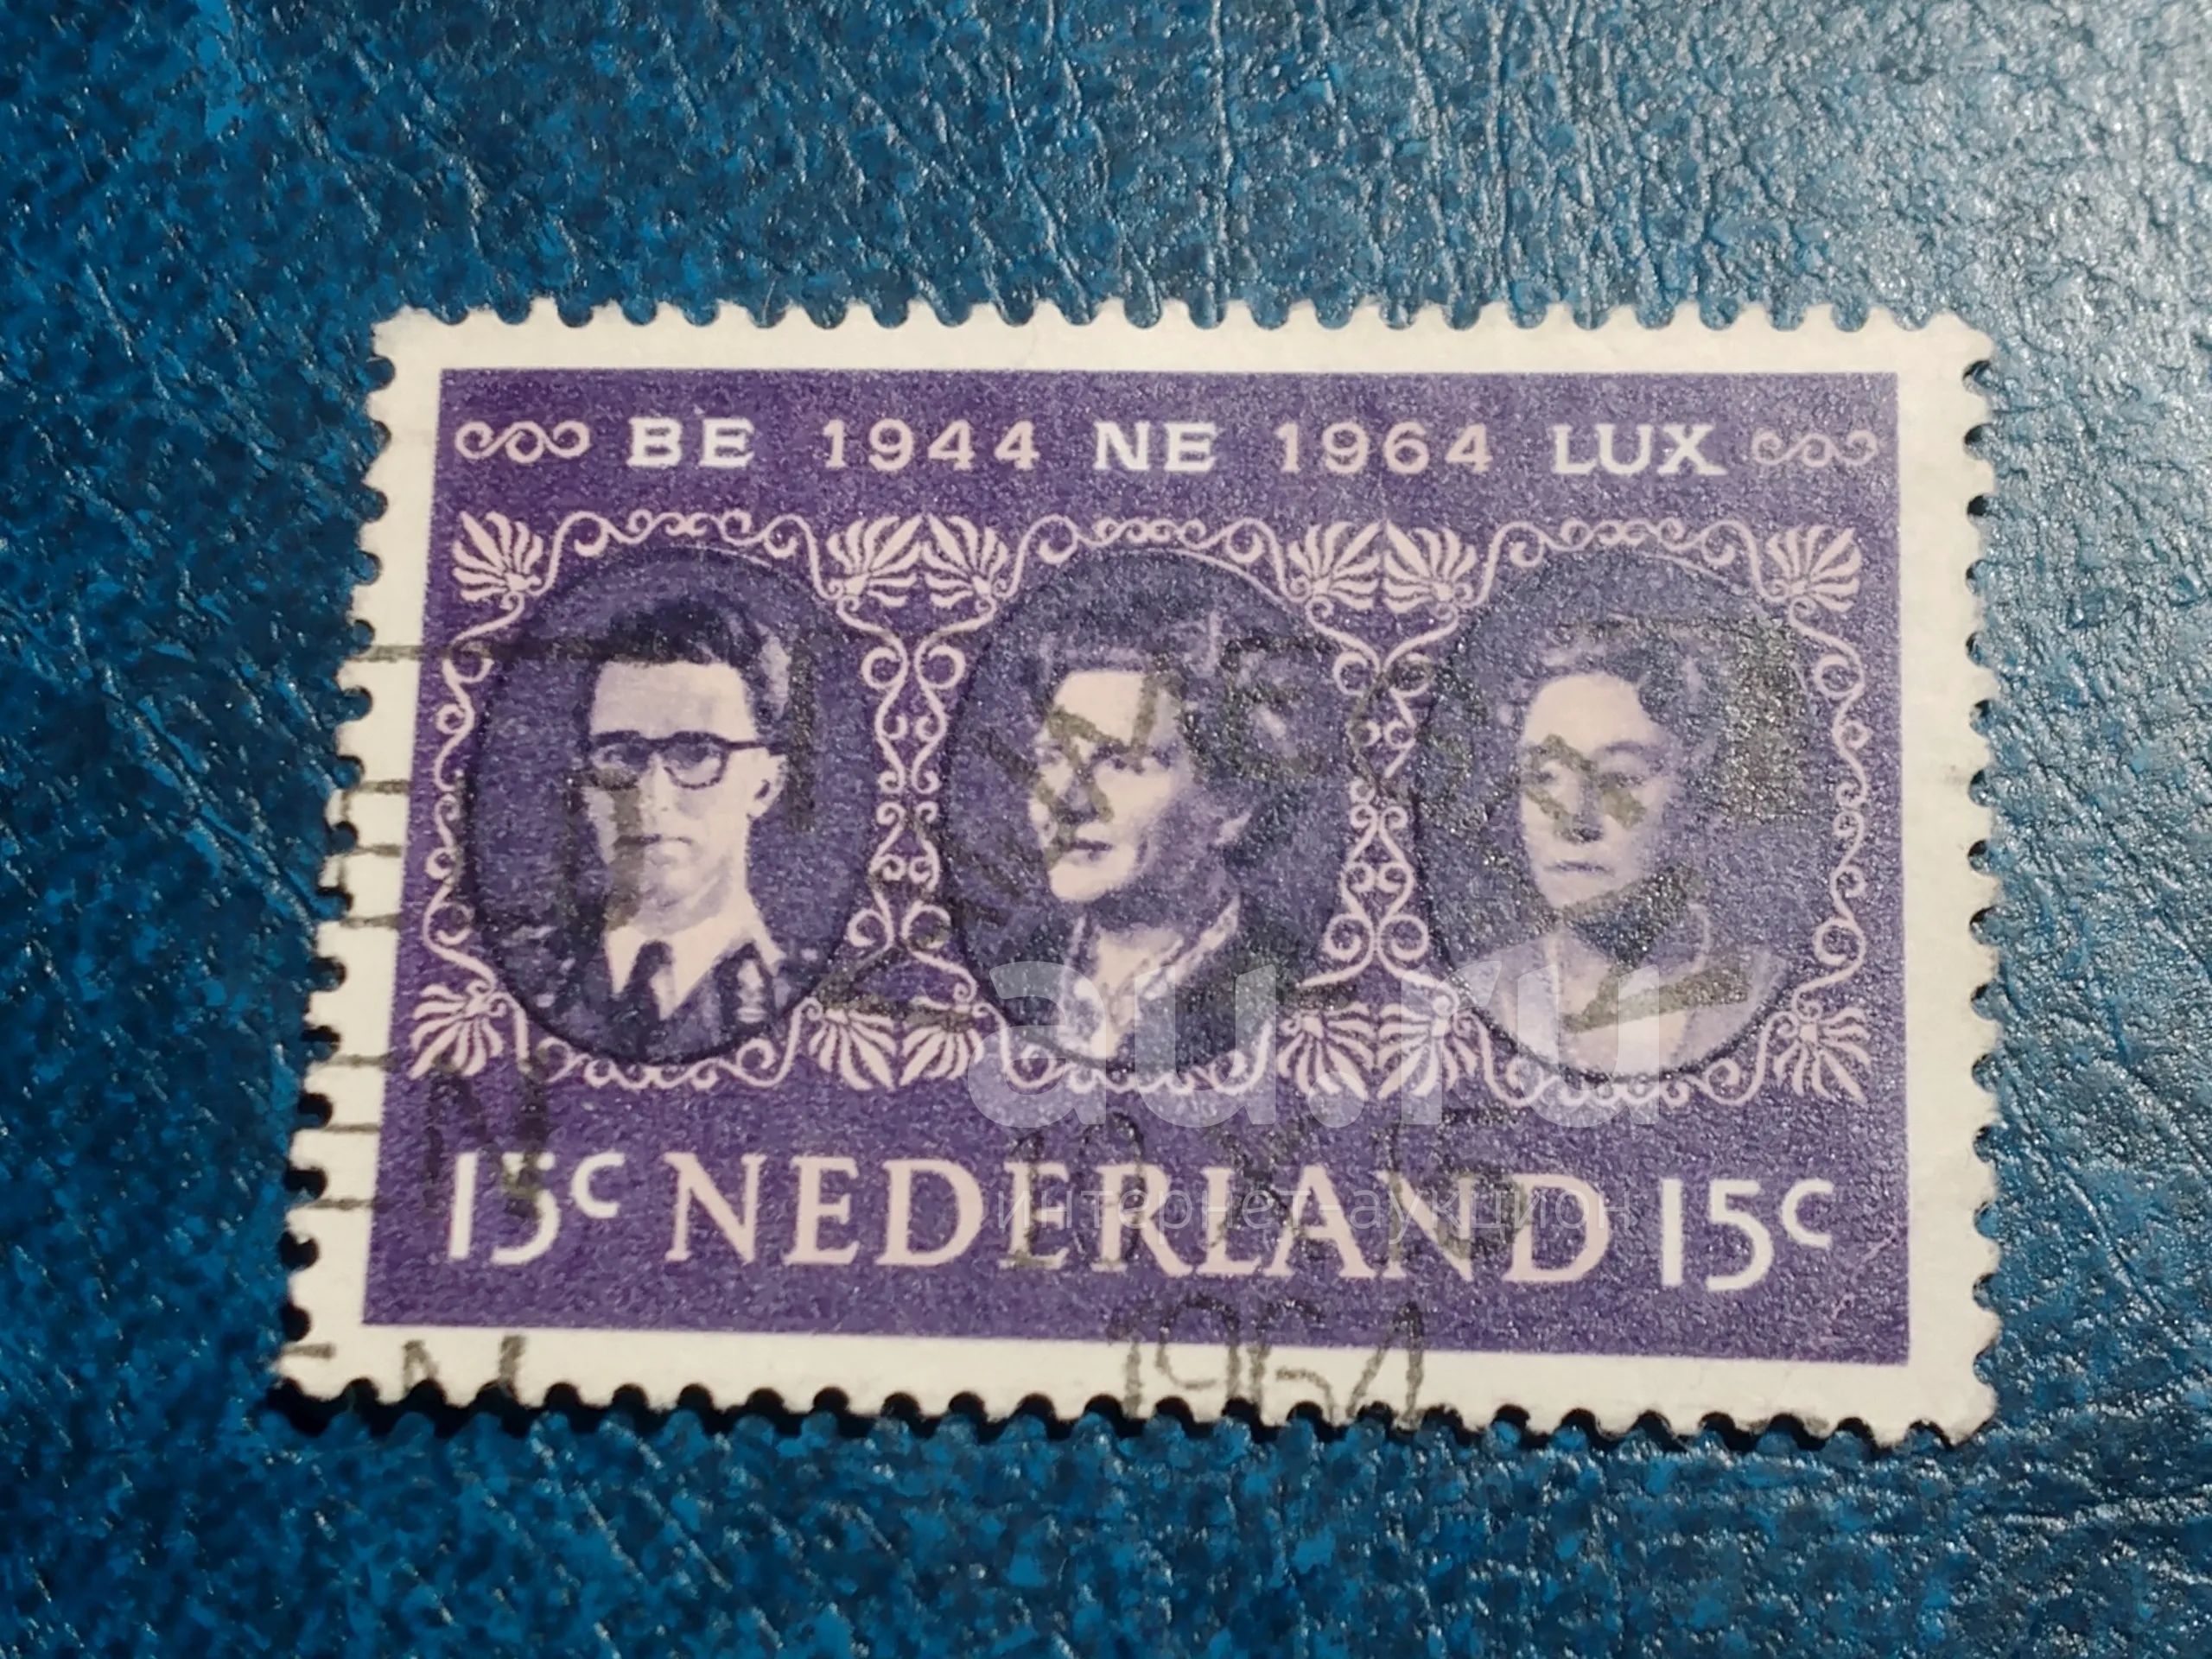 BE 1944 NE 1964 LUX
au.ru
15c NEDERLAND 15c
интернет-аукцион
1964